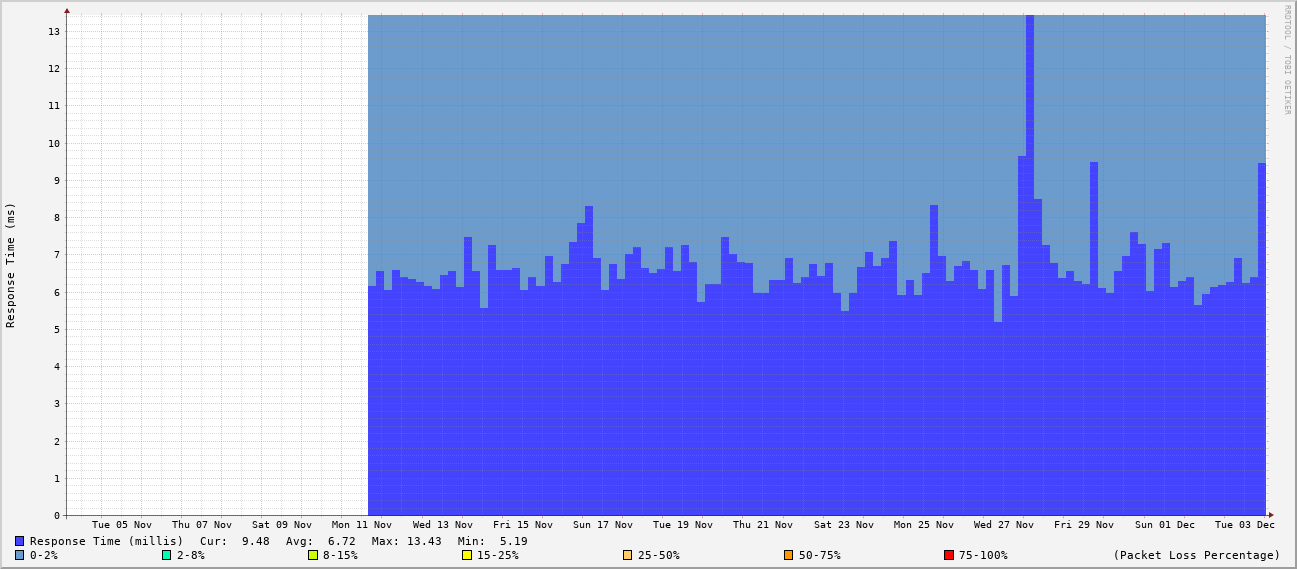 RRDTOOL / TOBI OETIKER
Response Time (ms)
13
12
11
10
9
8
7
6
5
4
3
2
1
0
Tue 05 Nov Thu 07 Nov Sat 09 Nov Mon 11 Nov Wed 13 Nov Fri 15 Nov Sun 17 Nov Tue 19 Nov Thu 21 Nov Sat 23 Nov Mon 25 Nov Wed 27 Nov Fri 29 Nov Sun 01 Dec Tue 03 Dec
Response Time (millis) Cur: 9.48 Avg: 6.72 Max: 13.43 Min: 5.19
0-2% 2-8% 8-15% 15-25% 25-50% 50-75% 75-100% (Packet Loss Percentage)